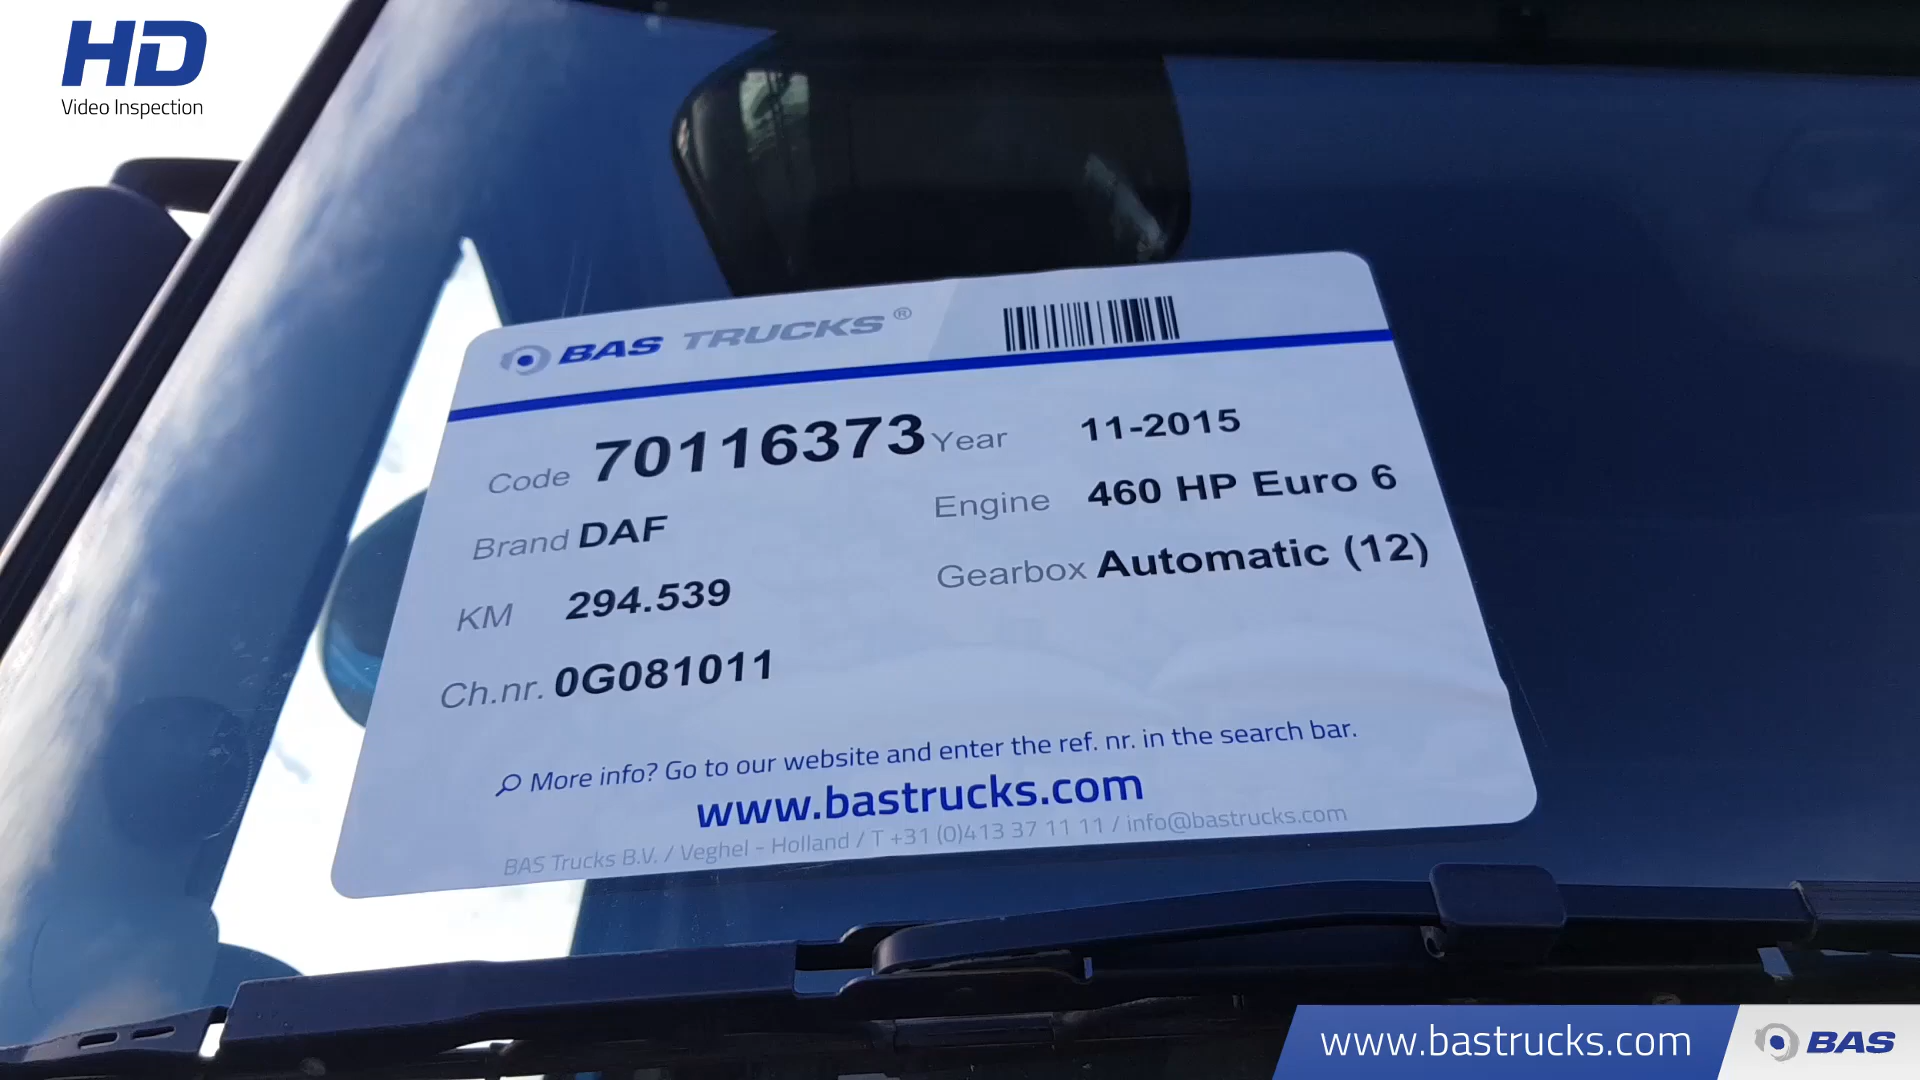 HD
Video Inspection
BAS TRUCKS®
Code 70116373 Year 11-2015
Brand DAF Engine 460 HP Euro 6
KM 294.539 Gearbox Automatic (12)
Ch.nr. 0G081011
More info? Go to our website and enter the ref. nr. in the search bar.
www.bastrucks.com
BAS Trucks B.V. / Veghel - Holland / T +31 (0)413 37 11 11 / info@bastrucks.com
www.bastrucks.com BAS